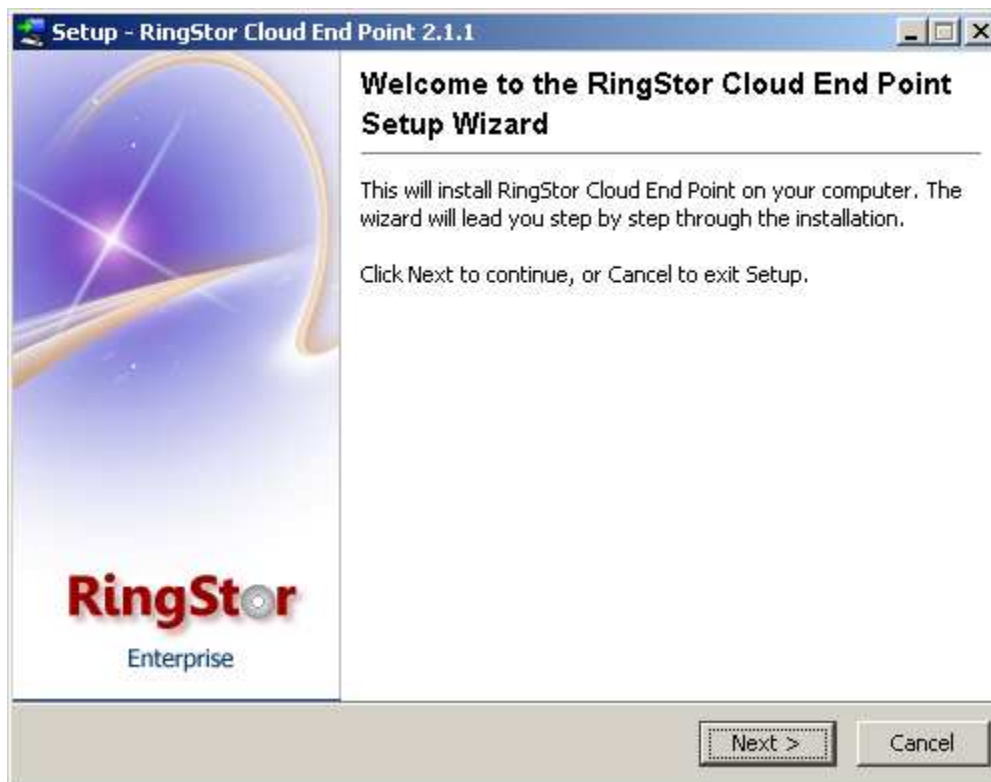 Setup - RingStor Cloud End Point 2.1.1
Welcome to the RingStor Cloud End Point
Setup Wizard
This will install RingStor Cloud End Point on your computer. The
wizard will lead you step by step through the installation.
Click Next to continue, or Cancel to exit Setup.
RingStor
Enterprise
Next >
Cancel